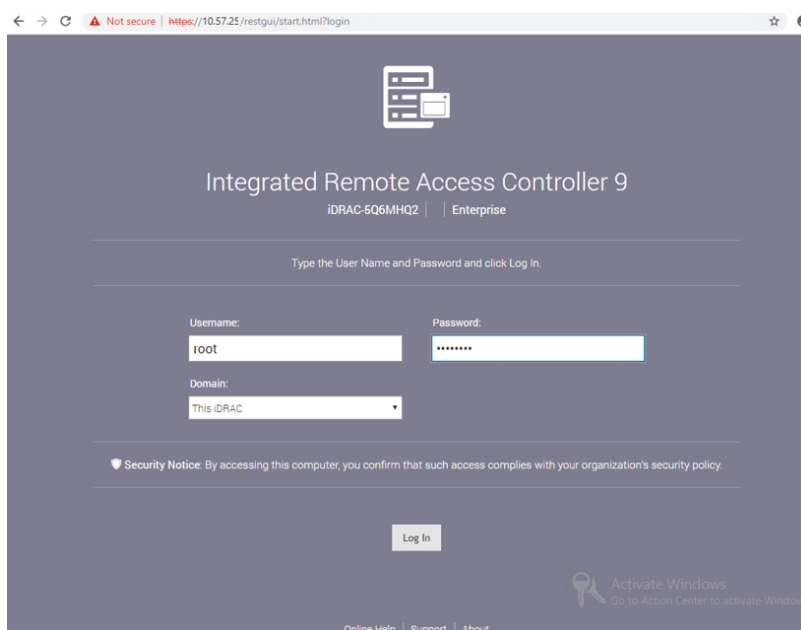 Not secure | https://10.57.25/restgui/start.html?login
Integrated Remote Access Controller 9
iDRAC-5Q6MHQ2 | | Enterprise
Type the User Name and Password and click Log In.
Username: Password:
root ••••••••
Domain:
This iDRAC
Security Notice: By accessing this computer, you confirm that such access complies with your organization's security policy.
Log In
Activate Windows
Go to Action Center to activate
Online Help | Support | About